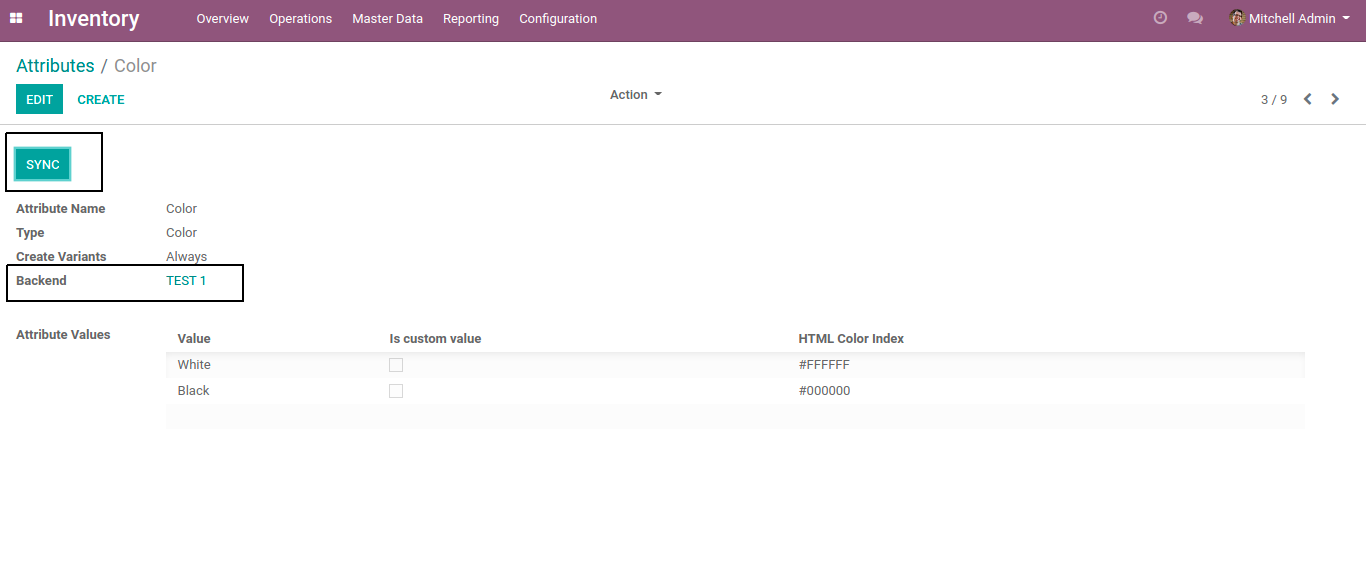 Inventory Overview Operations Master Data Reporting Configuration Mitchell Admin
Attributes / Color
EDIT CREATE Action 3 / 9
SYNC
Attribute Name Color
Type Color
Create Variants Always
Backend TEST 1
Attribute Values Value Is custom value HTML Color Index
White #FFFFFF
Black #000000